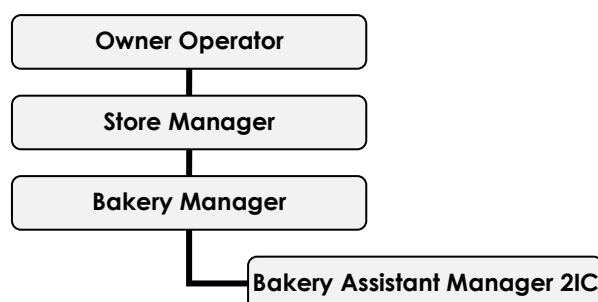 Owner Operator
Store Manager
Bakery Manager
Bakery Assistant Manager 2IC